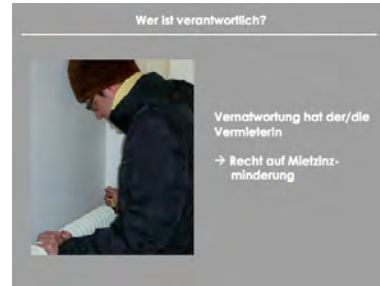 Wer ist verantwortlich?
Vernatwortung hat der/die
VermieterIn
→ Recht auf Mietzinz-
minderung